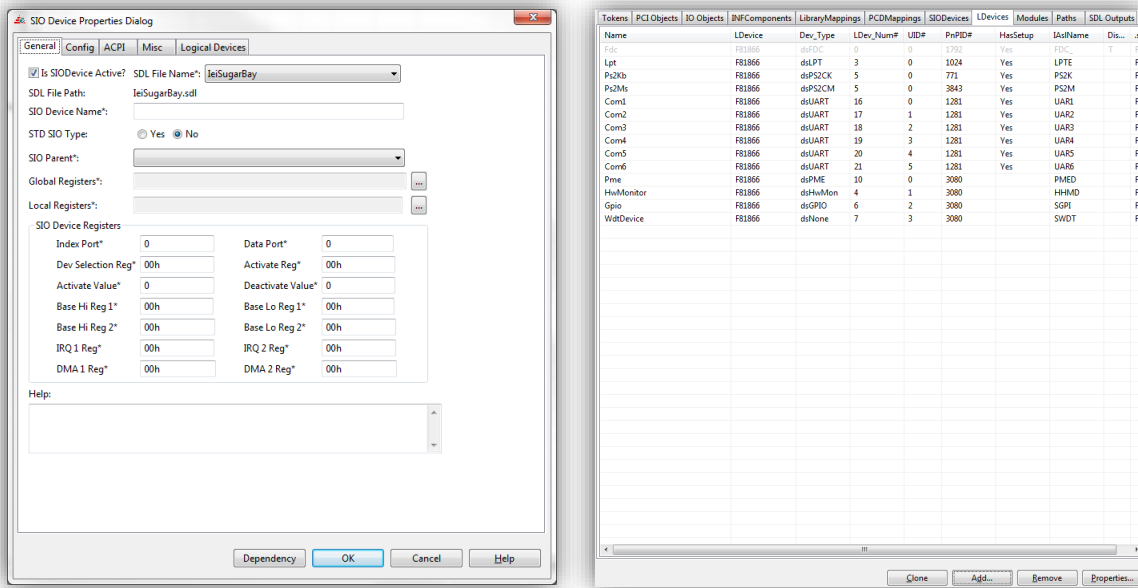 SIO Device Properties Dialog
General Config ACPI Misc Logical Devices
Is SIODevice Active? SDL File Name*: IeiSugarBay
SDL File Path: IeiSugarBay.sdl
SIO Device Name*:
STD SIO Type: Yes No
SIO Parent*:
Global Registers*: ...
Local Registers*: ...
SIO Device Registers
Index Port* 0 Data Port* 0
Dev Selection Reg* 00h Activate Reg* 00h
Activate Value* 0 Deactivate Value* 0
Base Hi Reg 1* 00h Base Lo Reg 1* 00h
Base Hi Reg 2* 00h Base Lo Reg 2* 00h
IRQ 1 Reg* 00h IRQ 2 Reg* 00h
DMA 1 Reg* 00h DMA 2 Reg* 00h
Help:
Dependency OK Cancel Help
Tokens PCI Objects IO Objects INFComponents LibraryMappings PCDMappings SIODevices LDevices Modules Paths SDL Outputs
Name LDevice Dev_Type LDev_Num# UID# PnPID# HasSetup IAslName Dis...
Fdc F81866 dsFDC 0 0 1792 Yes FDC_ T
Lpt F81866 dsLPT 3 0 1024 Yes LPTE
Ps2Kb F81866 dsPS2CK 5 0 771 Yes PS2K
Ps2Ms F81866 dsPS2CM 5 0 3843 Yes PS2M
Com1 F81866 dsUART 16 0 1281 Yes UAR1
Com2 F81866 dsUART 17 1 1281 Yes UAR2
Com3 F81866 dsUART 18 2 1281 Yes UAR3
Com4 F81866 dsUART 19 3 1281 Yes UAR4
Com5 F81866 dsUART 20 4 1281 Yes UAR5
Com6 F81866 dsUART 21 5 1281 Yes UAR6
Pme F81866 dsPME 10 0 3080 PMED
HwMonitor F81866 dsHwMon 4 1 3080 HHMD
Gpio F81866 dsGPIO 6 2 3080 SGPI
WdtDevice F81866 dsNone 7 3 3080 SWDT
Clone Add... Remove Properties...